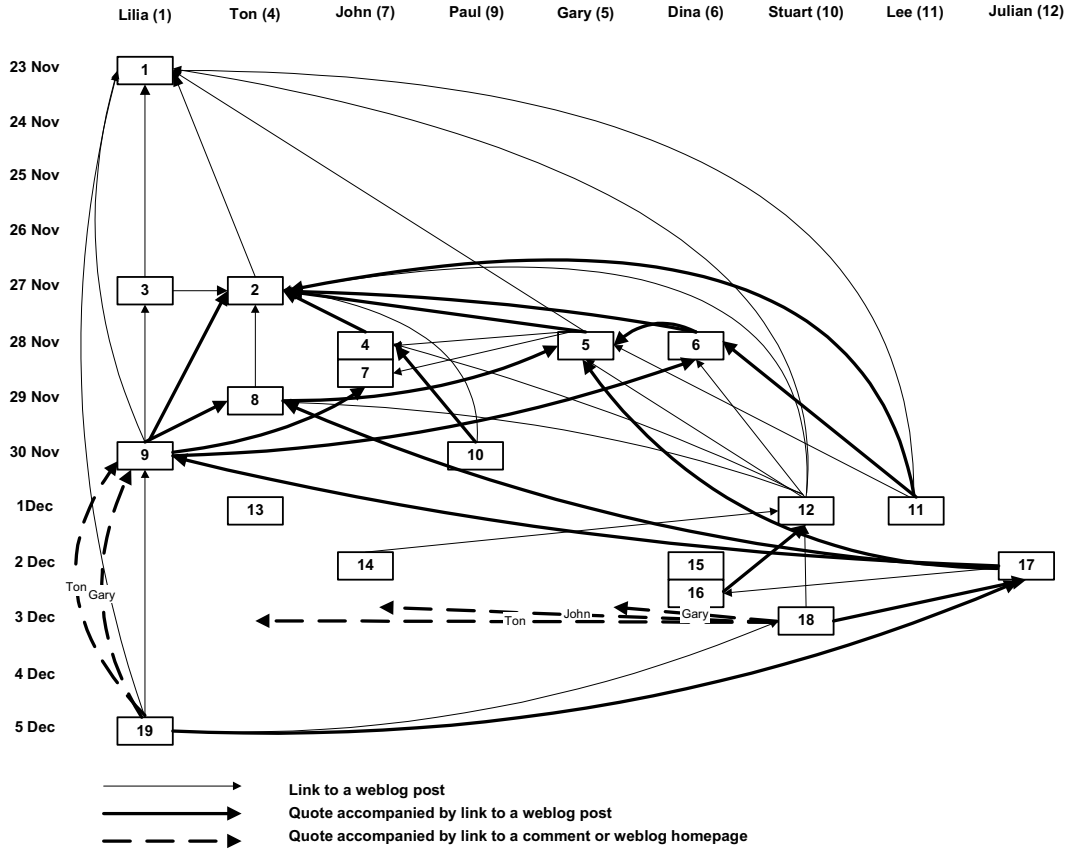 Lilia (1) Ton (4) John (7) Paul (9) Gary (5) Dina (6) Stuart (10) Lee (11) Julian (12)
23 Nov 1
24 Nov
25 Nov
26 Nov
27 Nov 3 2
28 Nov 4 5 6
7
29 Nov 8
30 Nov 9 10
1Dec 13 12 11
2 Dec 14 15 17
Ton Gary 16
3 Dec Ton John Gary 18
4 Dec
5 Dec 19
Link to a weblog post
Quote accompanied by link to a weblog post
Quote accompanied by link to a comment or weblog homepage